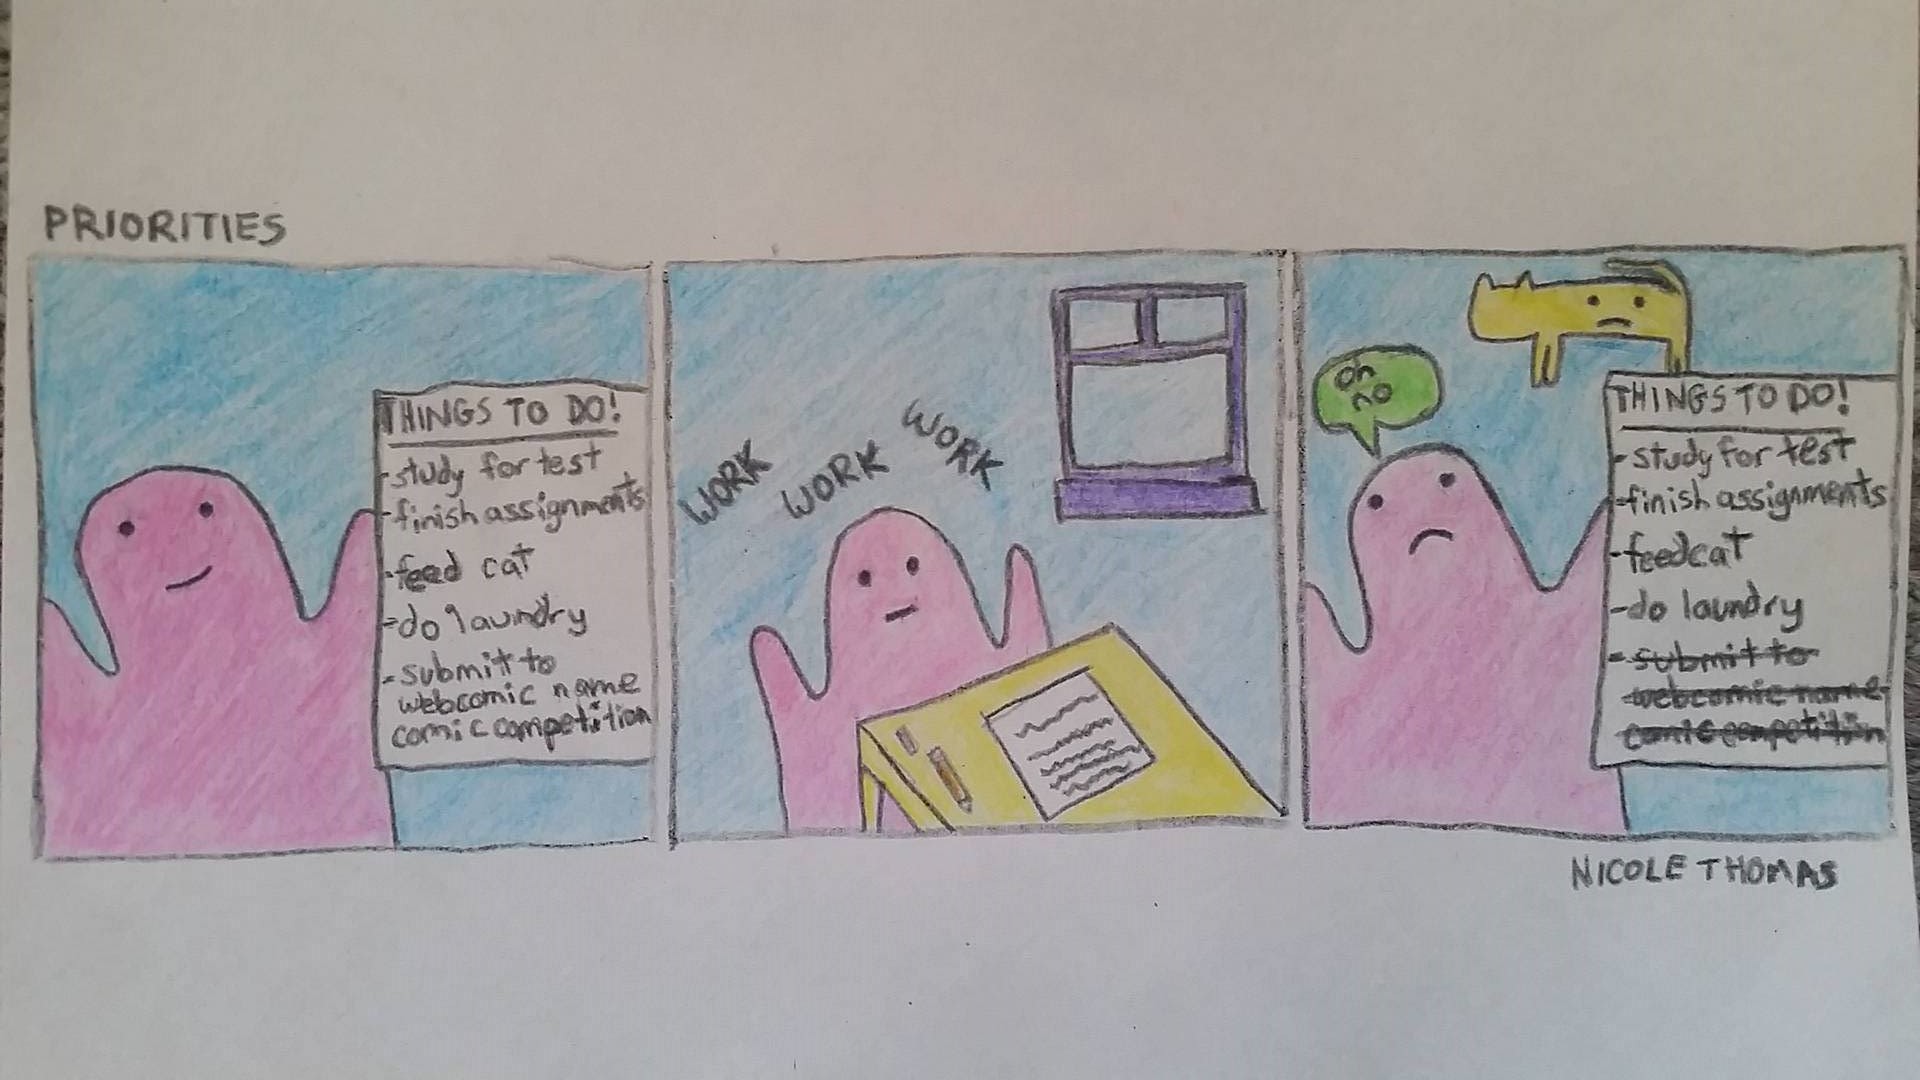 PRIORITIES
THINGS TO DO!
-study for test
-finish assignments
-feed cat
-do laundry
-submit to
webcomic name
comic competition
WORK
WORK
WORK
oh
no
THINGS TO DO!
-study for test
-finish assignments
-feed cat
-do laundry
-submit to
webcomic name
comic competition
NICOLE THOMAS